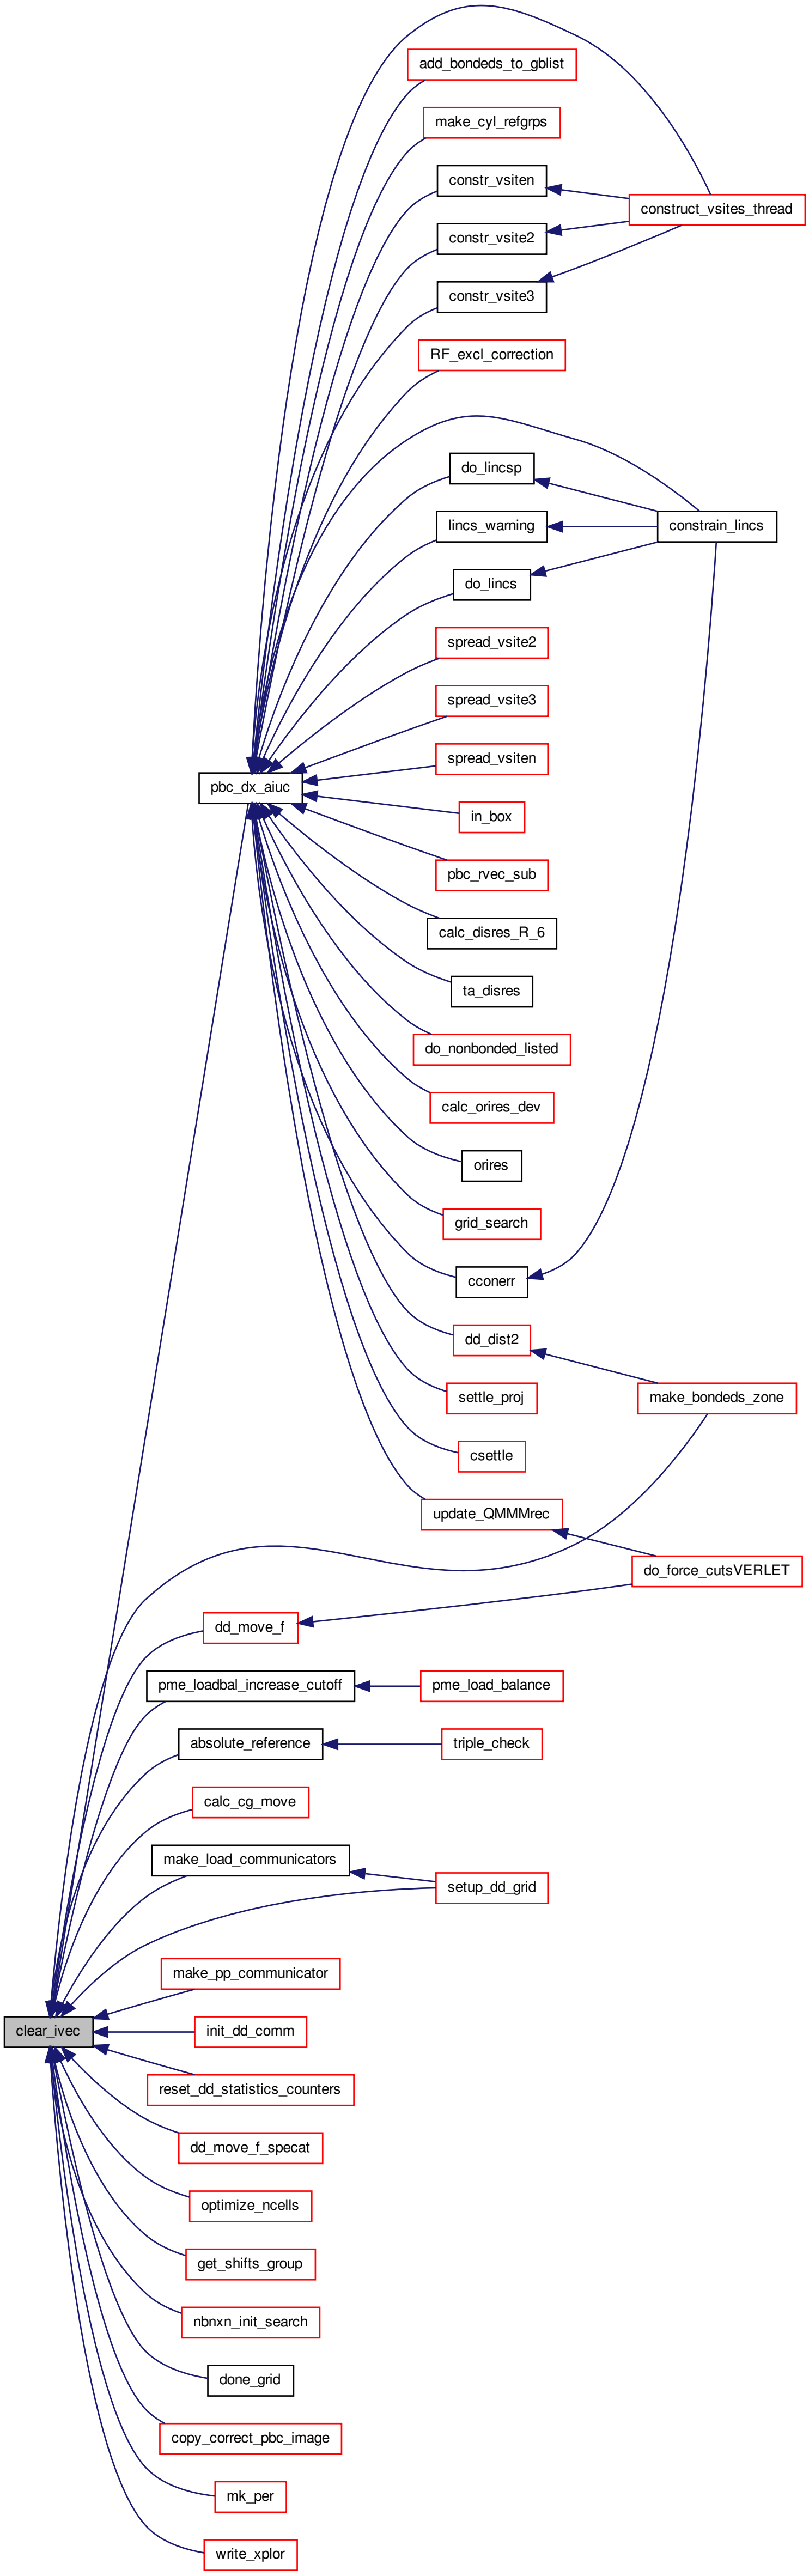 add_bondeds_to_gblist
make_cyl_refgrps
constr_vsiten
construct_vsites_thread
constr_vsite2
constr_vsite3
RF_excl_correction
do_lincsp
lincs_warning
constrain_lincs
do_lincs
spread_vsite2
spread_vsite3
spread_vsiten
pbc_dx_aiuc
in_box
pbc_rvec_sub
calc_disres_R_6
ta_disres
do_nonbonded_listed
calc_orires_dev
orires
grid_search
cconerr
dd_dist2
settle_proj
make_bondeds_zone
csettle
update_QMMMrec
do_force_cutsVERLET
dd_move_f
pme_loadbal_increase_cutoff
pme_load_balance
absolute_reference
triple_check
calc_cg_move
make_load_communicators
setup_dd_grid
make_pp_communicator
clear_ivec
init_dd_comm
reset_dd_statistics_counters
dd_move_f_specat
optimize_ncells
get_shifts_group
nbnxn_init_search
done_grid
copy_correct_pbc_image
mk_per
write_xplor